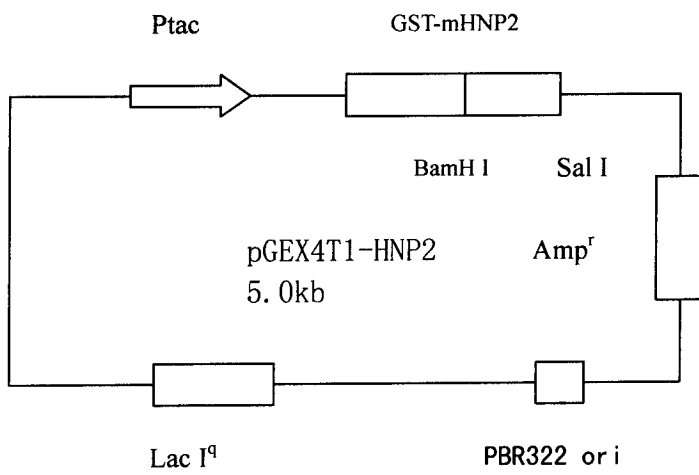 Ptac
GST-mHNP2
BamH I
Sal I
pGEX4T1-HNP2
5.0kb
Amp^r
Lac I^q
PBR322 ori